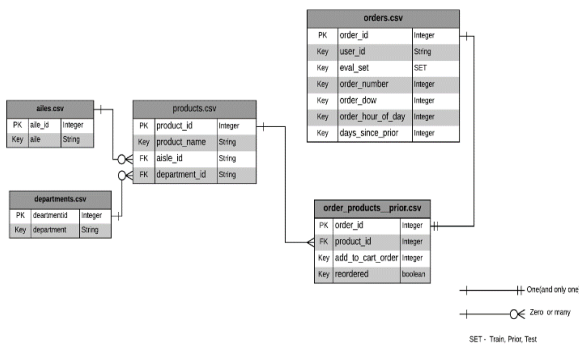 orders.csv
PK order_id Integer
Key user_id String
Key eval_set SET
Key order_number Integer
Key order_dow Integer
Key order_hour_of_day Integer
Key days_since_prior Integer
ailes.csv
PK aile_id Integer
Key aile String
products.csv
PK product_id Integer
Key product_name String
FK aisle_id String
FK department_id String
departments.csv
PK deartmentid Integer
Key department String
order_products__prior.csv
PK order_id Integer
FK product_id Integer
Key add_to_cart_order Integer
Key reordered boolean
One(and only one
Zero or many
SET - Train, Prior, Test